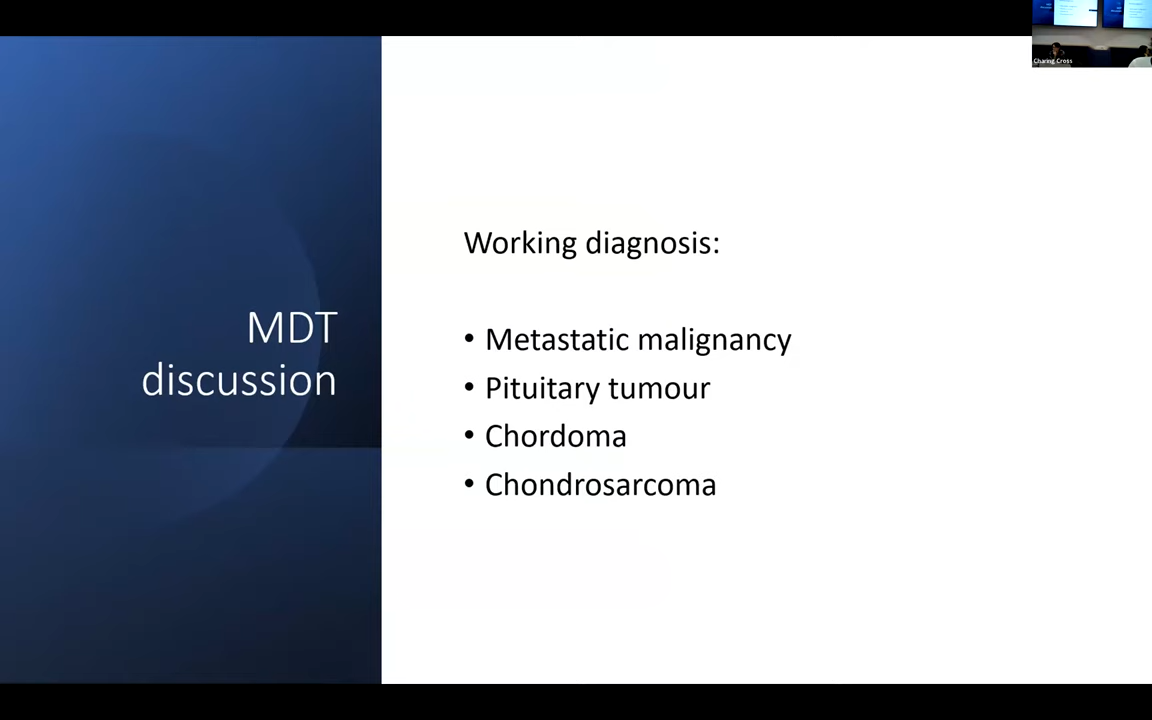 Charing Cross
MDT
discussion
Working diagnosis:
• Metastatic malignancy
• Pituitary tumour
• Chordoma
• Chondrosarcoma